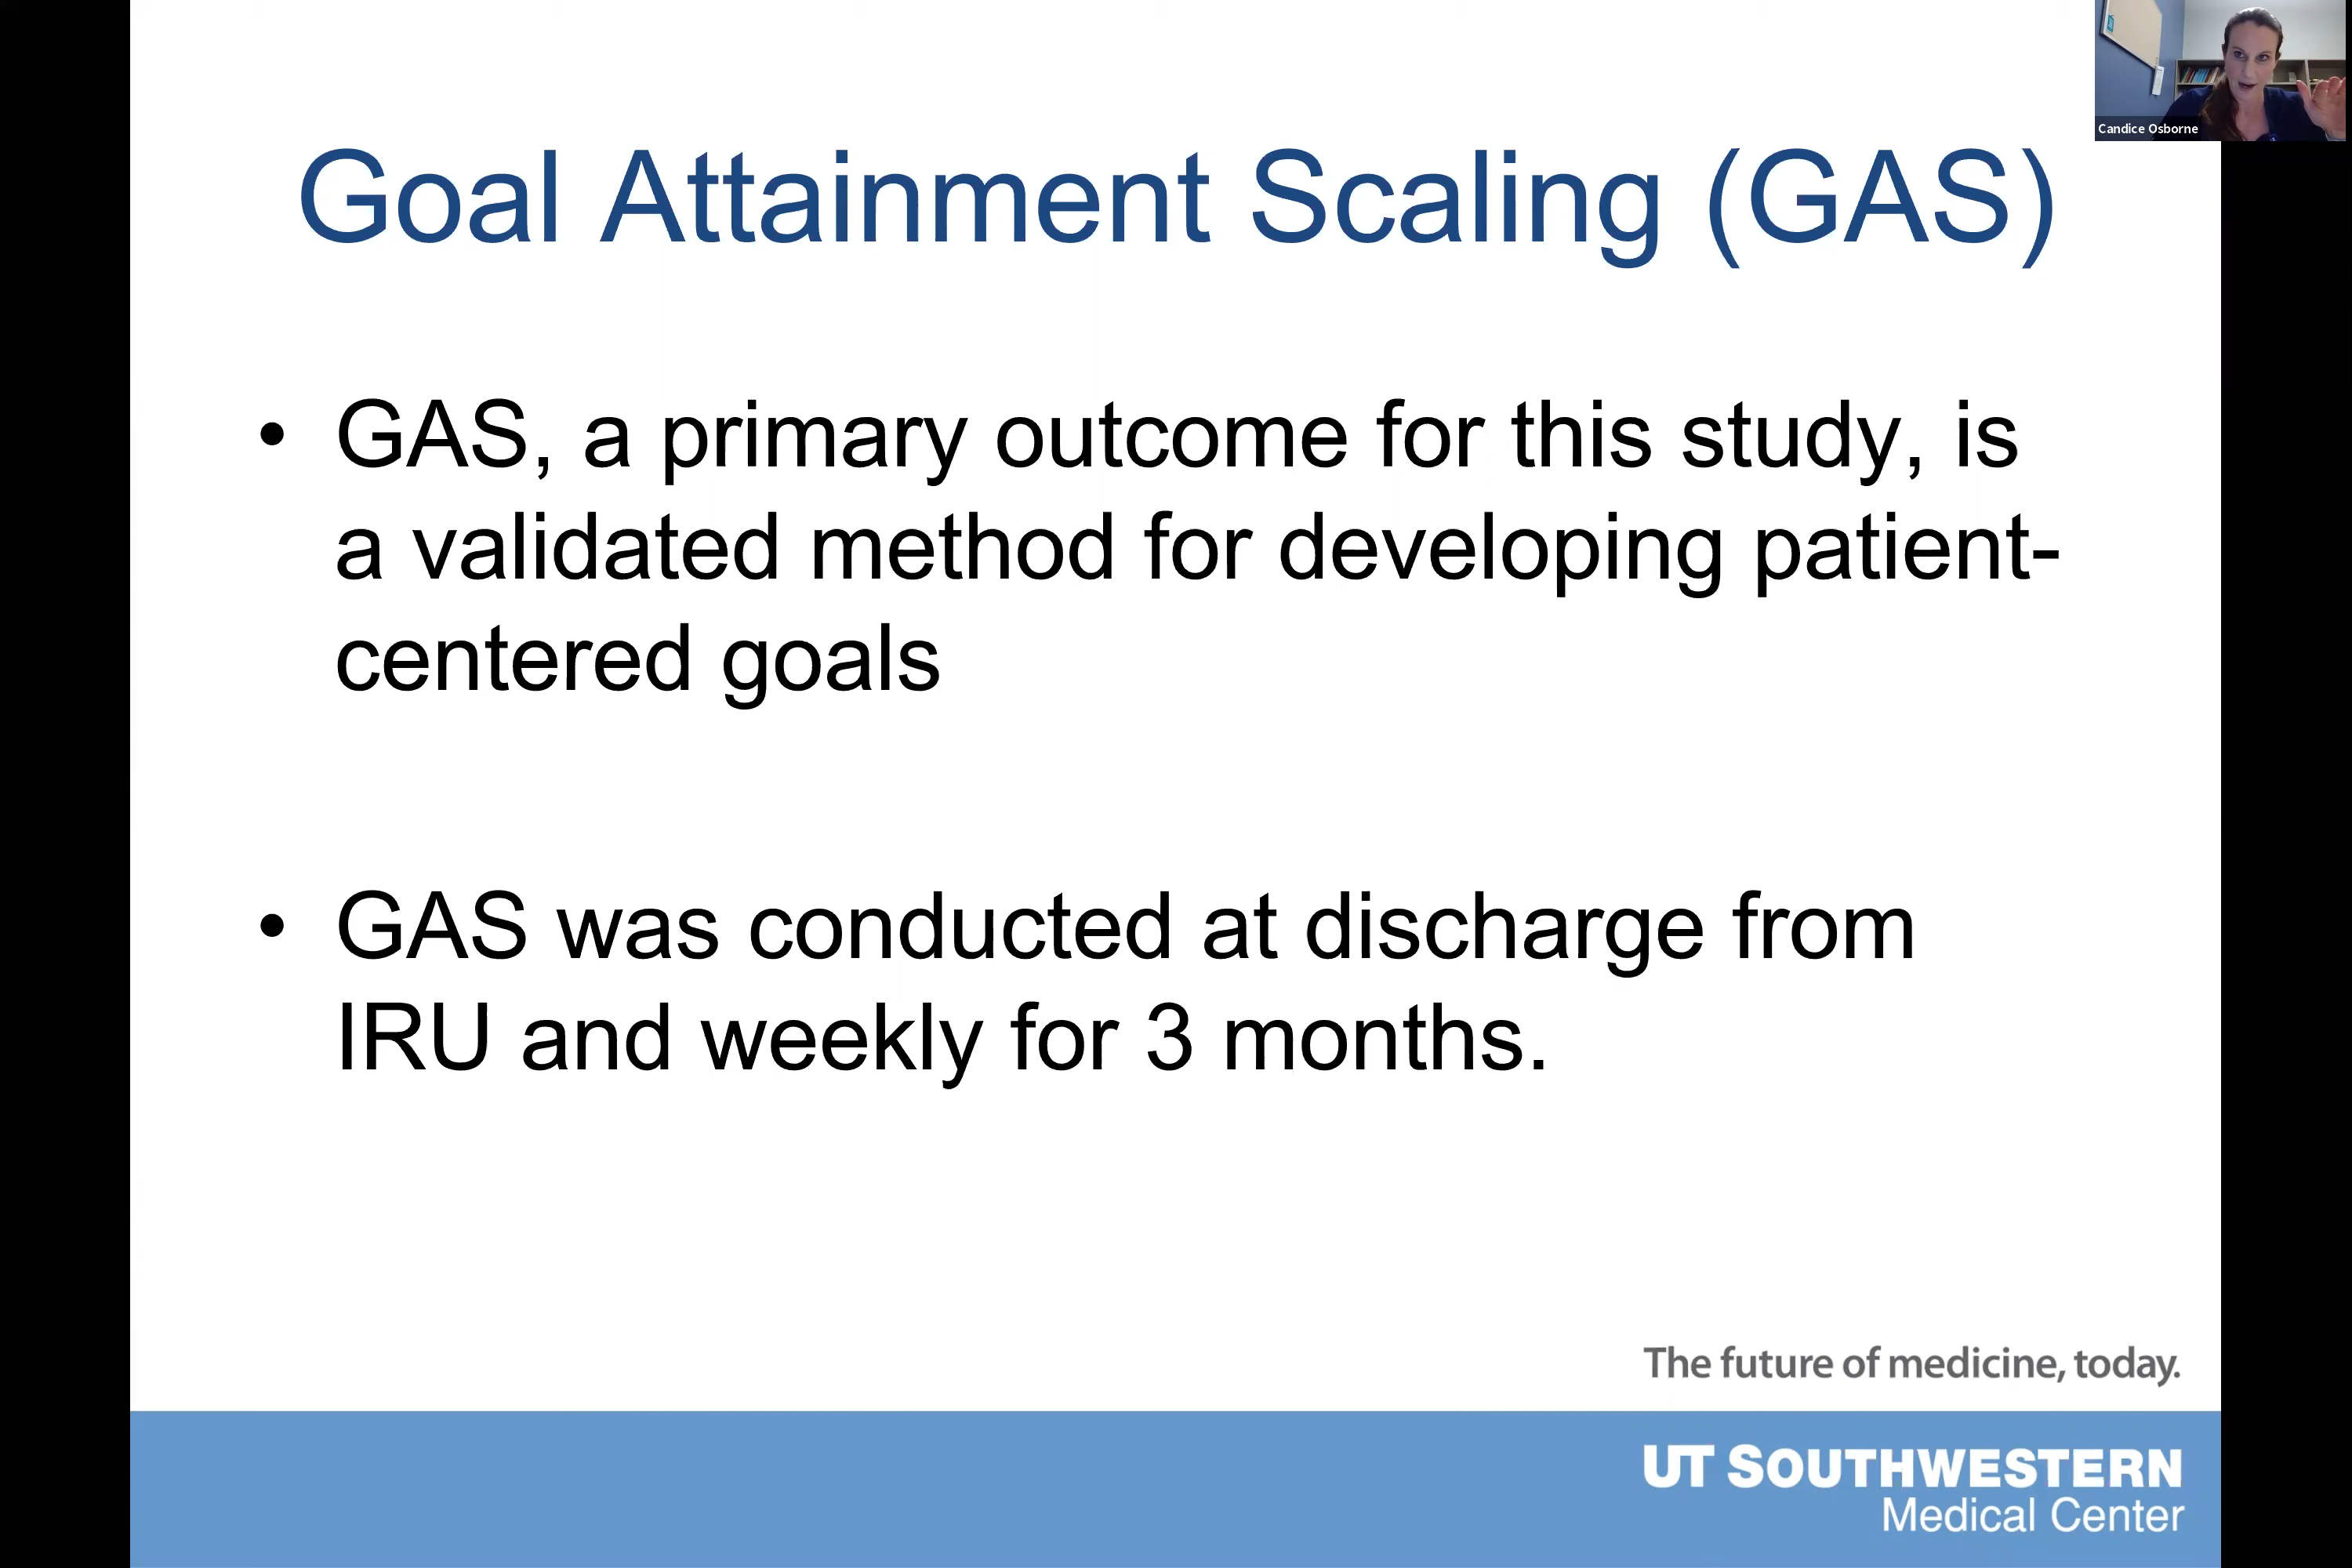 Candice Osborne
Goal Attainment Scaling (GAS)
• GAS, a primary outcome for this study, is
a validated method for developing patient-
centered goals
• GAS was conducted at discharge from
IRU and weekly for 3 months.
The future of medicine, today.
UT SOUTHWESTERN
Medical Center